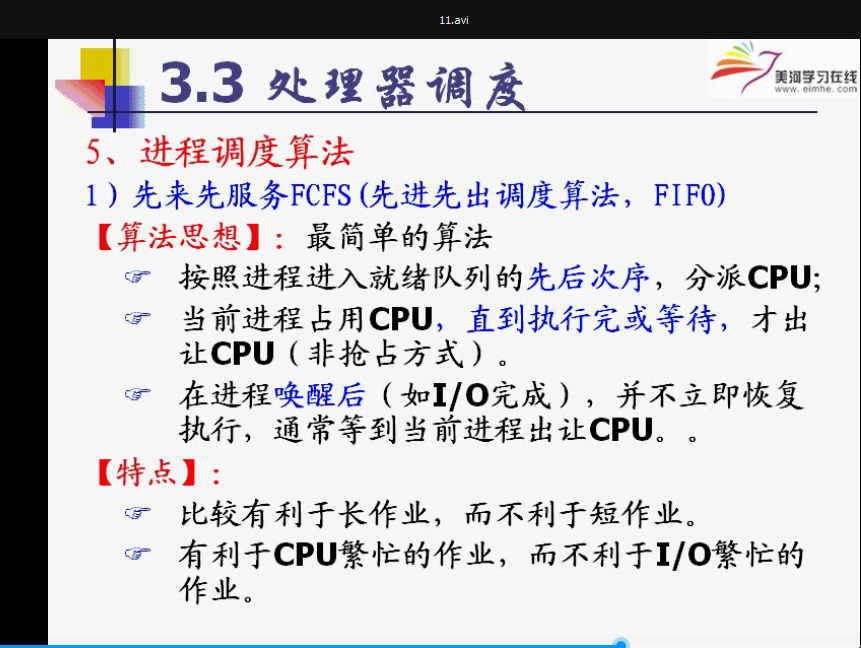 11.avi
3.3 处理器调度
美河学习在线
www.eimhe.com
5、进程调度算法
1）先来先服务FCFS(先进先出调度算法，FIFO)
【算法思想】：最简单的算法
按照进程进入就绪队列的先后次序，分派CPU;
当前进程占用CPU，直到执行完或等待，才出
让CPU（非抢占方式）。
在进程唤醒后（如I/O完成），并不立即恢复
执行，通常等到当前进程出让CPU。。
【特点】：
比较有利于长作业，而不利于短作业。
有利于CPU繁忙的作业，而不利于I/O繁忙的
作业。